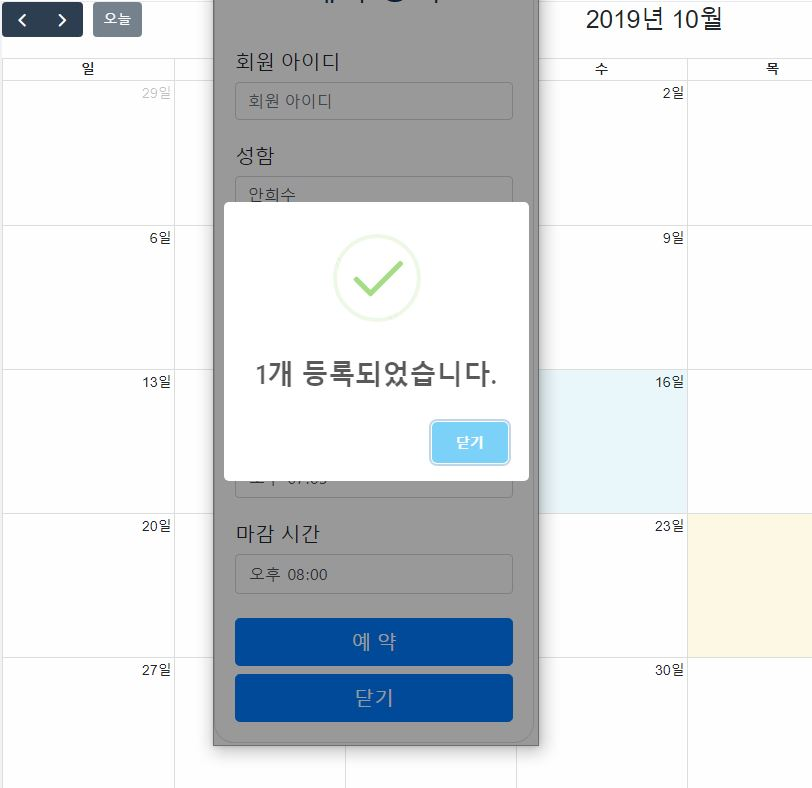 오늘
2019년 10월
일
수
목
29일
2일
회원 아이디
회원 아이디
성함
안희수
6일
9일
1개 등록되었습니다.
13일
16일
닫기
20일
23일
마감 시간
오후 08:00
예 약
27일
30일
닫기